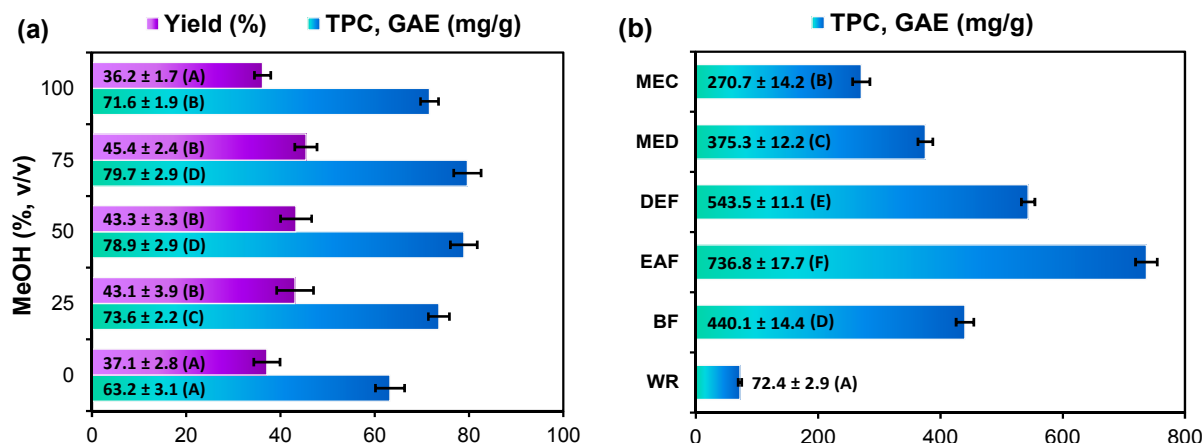 (a)
Yield (%) TPC, GAE (mg/g)
MeOH (%, v/v)
100
36.2 ± 1.7 (A)
71.6 ± 1.9 (B)
75
45.4 ± 2.4 (B)
79.7 ± 2.9 (D)
50
43.3 ± 3.3 (B)
78.9 ± 2.9 (D)
25
43.1 ± 3.9 (B)
73.6 ± 2.2 (C)
0
37.1 ± 2.8 (A)
63.2 ± 3.1 (A)
0 20 40 60 80 100
(b)
TPC, GAE (mg/g)
MEC 270.7 ± 14.2 (B)
MED 375.3 ± 12.2 (C)
DEF 543.5 ± 11.1 (E)
EAF 736.8 ± 17.7 (F)
BF 440.1 ± 14.4 (D)
WR 72.4 ± 2.9 (A)
0 200 400 600 800